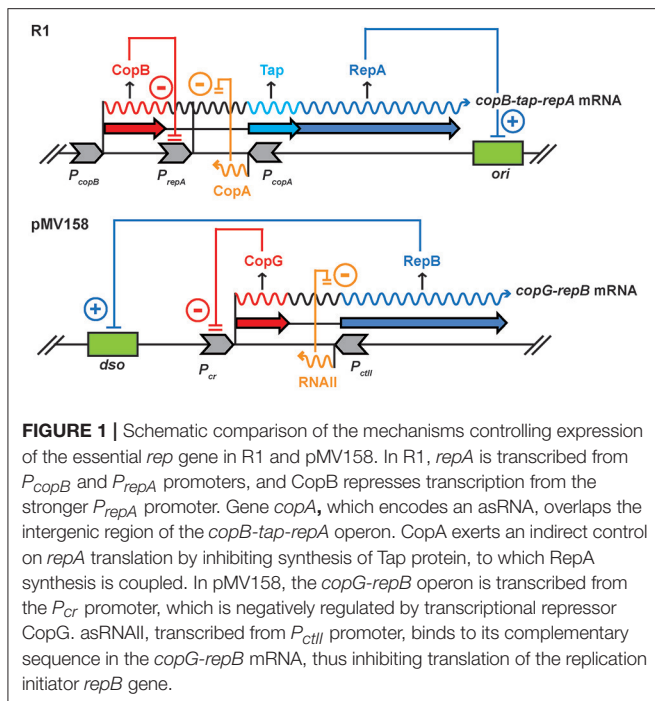 R1
CopB
Tap
RepA
copB-tap-repA mRNA
PcopB
PrepA
CopA
PcopA
ori
pMV158
CopG
RepB
copG-repB mRNA
dso
Pcr
RNAII
PctII
FIGURE 1 | Schematic comparison of the mechanisms controlling expression
of the essential rep gene in R1 and pMV158. In R1, repA is transcribed from
PcopB and PrepA promoters, and CopB represses transcription from the
stronger PrepA promoter. Gene copA, which encodes an asRNA, overlaps the
intergenic region of the copB-tap-repA operon. CopA exerts an indirect control
on repA translation by inhibiting synthesis of Tap protein, to which RepA
synthesis is coupled. In pMV158, the copG-repB operon is transcribed from
the Pcr promoter, which is negatively regulated by transcriptional repressor
CopG. asRNAII, transcribed from PctII promoter, binds to its complementary
sequence in the copG-repB mRNA, thus inhibiting translation of the replication
initiator repB gene.